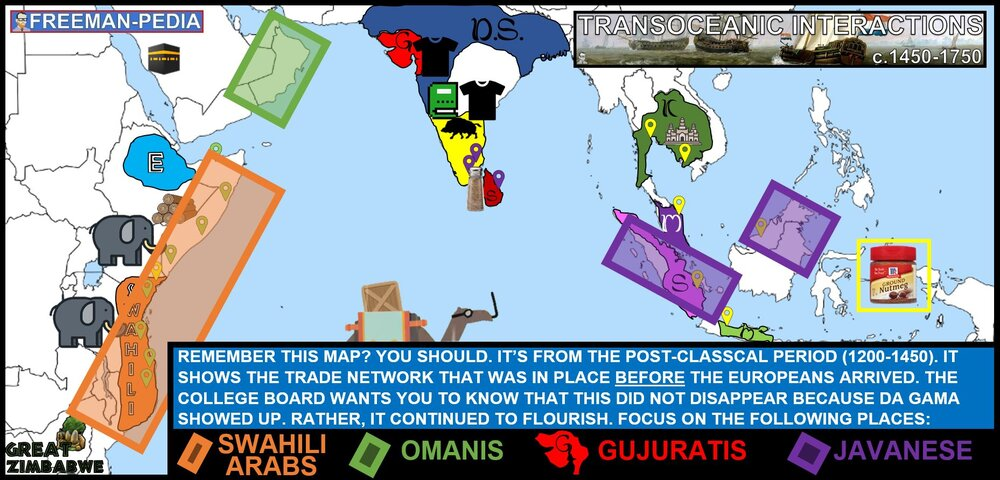 FREEMAN-PEDIA
TRANSOCEANIC INTERACTIONS
c.1450-1750
D.S.
G
E
K
M
S
S
SWAHILI
GROUND
Nutmeg
REMEMBER THIS MAP? YOU SHOULD. IT'S FROM THE POST-CLASSCAL PERIOD (1200-1450). IT
SHOWS THE TRADE NETWORK THAT WAS IN PLACE BEFORE THE EUROPEANS ARRIVED. THE
COLLEGE BOARD WANTS YOU TO KNOW THAT THIS DID NOT DISAPPEAR BECAUSE DA GAMA
SHOWED UP. RATHER, IT CONTINUED TO FLOURISH. FOCUS ON THE FOLLOWING PLACES:
GREAT
ZIMBABWE
SWAHILI
ARABS
OMANIS
G
GUJURATIS
JAVANESE